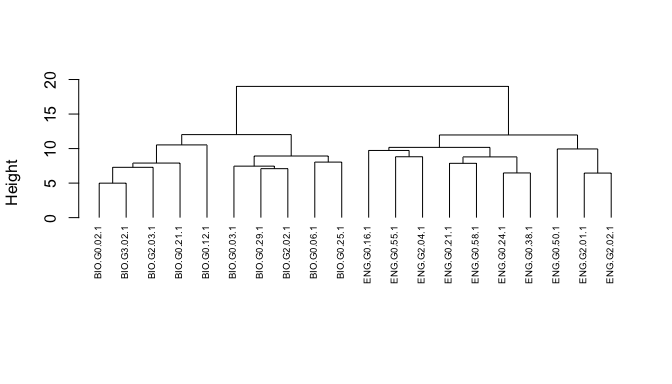 20
15
10
5
0
Height
BIO.G0.02.1
BIO.G3.02.1
BIO.G2.03.1
BIO.G0.21.1
BIO.G0.12.1
BIO.G0.03.1
BIO.G0.29.1
BIO.G2.02.1
BIO.G0.06.1
BIO.G0.25.1
ENG.G0.16.1
ENG.G0.55.1
ENG.G2.04.1
ENG.G0.21.1
ENG.G0.58.1
ENG.G0.24.1
ENG.G0.38.1
ENG.G0.50.1
ENG.G2.01.1
ENG.G2.02.1